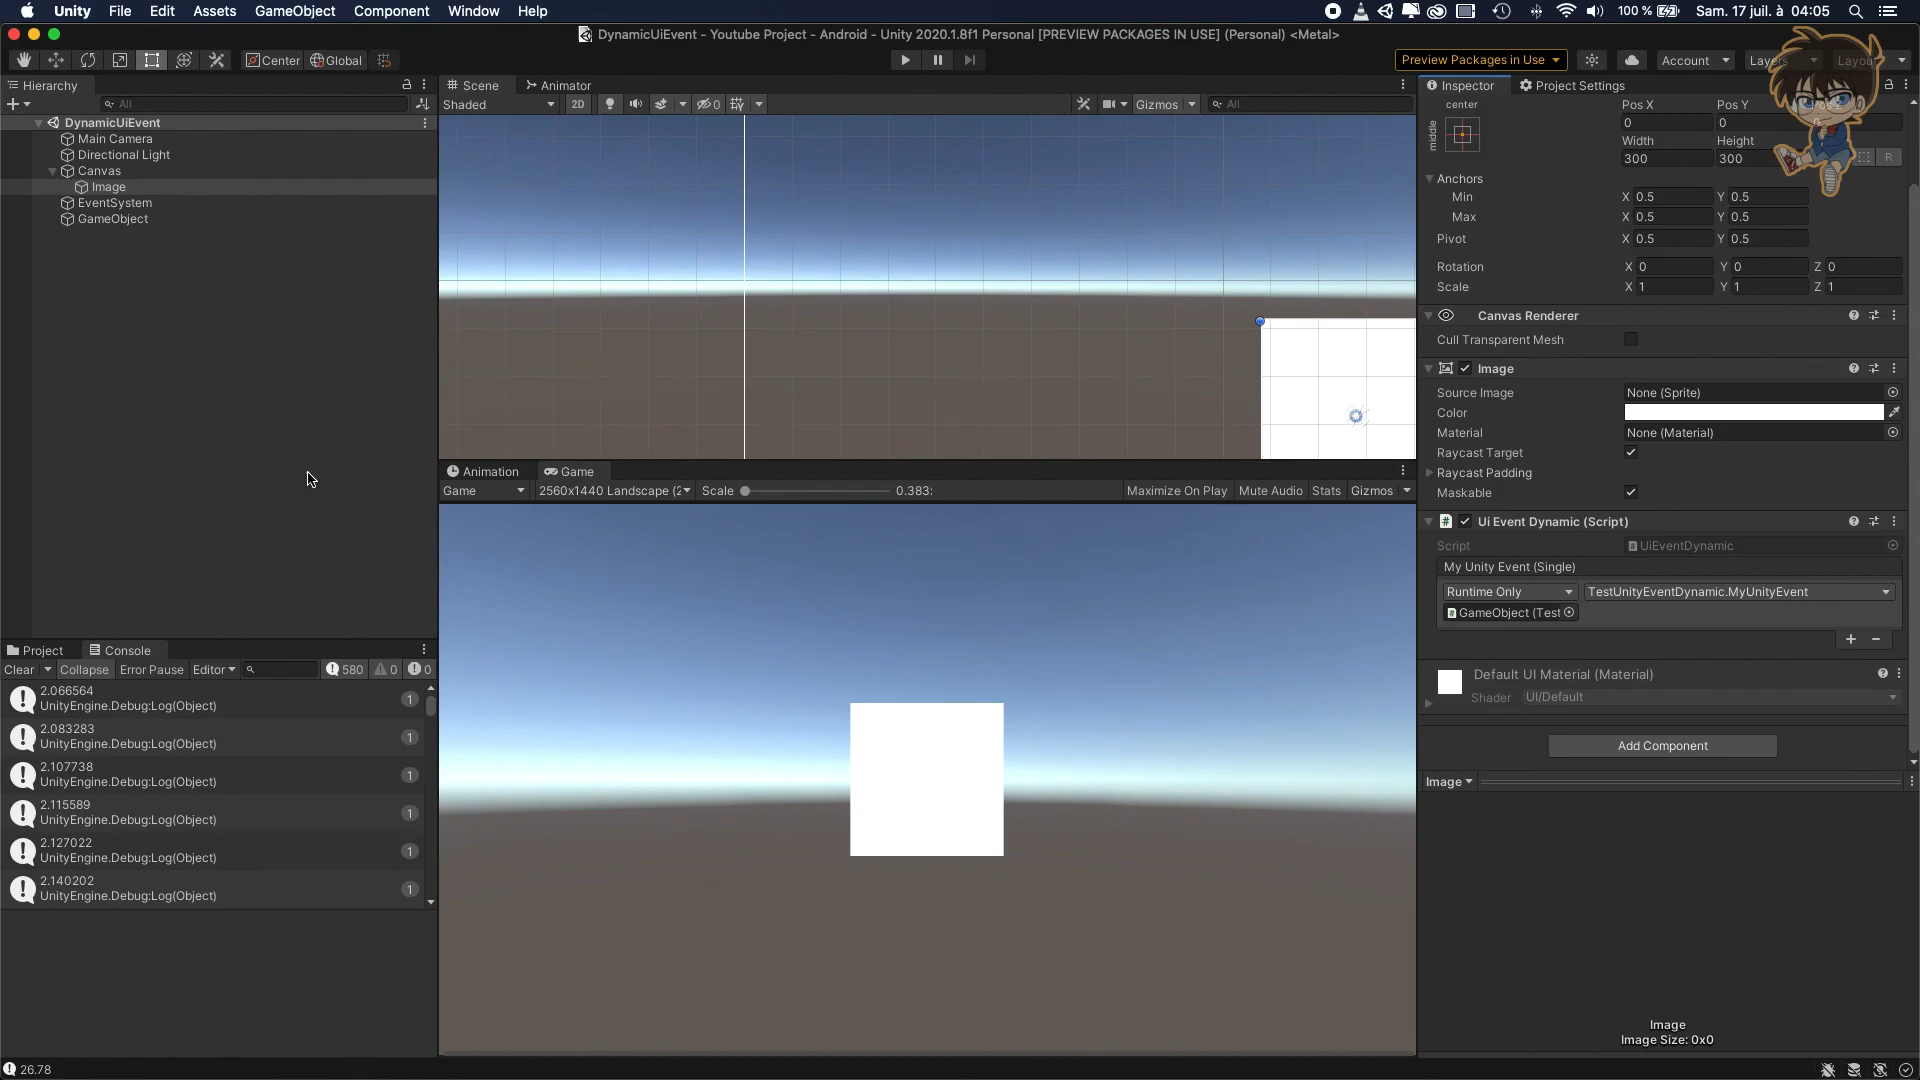 Unity File Edit Assets GameObject Component Window Help 100 % Sam. 17 juil. à 04:05
DynamicUiEvent - Youtube Project - Android - Unity 2020.1.8f1 Personal [PREVIEW PACKAGES IN USE] (Personal) <Metal>
Center Global Preview Packages in Use Account Layers Layout
Hierarchy
All
DynamicUiEvent
Main Camera
Directional Light
Canvas
Image
EventSystem
GameObject
Scene Animator
Shaded 2D 0 Gizmos All
Animation Game
Game 2560x1440 Landscape (2 Scale 0.383: Maximize On Play Mute Audio Stats Gizmos
Project Console
Clear Collapse Error Pause Editor 580 0 0
2.066564
UnityEngine.Debug:Log(Object)
1
2.083283
UnityEngine.Debug:Log(Object)
1
2.107738
UnityEngine.Debug:Log(Object)
1
2.115589
UnityEngine.Debug:Log(Object)
1
2.127022
UnityEngine.Debug:Log(Object)
1
2.140202
UnityEngine.Debug:Log(Object)
1
26.78
Inspector Project Settings
center Pos X Pos Y
middle
0 0 0
Width Height
300 300 R
Anchors
Min X 0.5 Y 0.5
Max X 0.5 Y 0.5
Pivot X 0.5 Y 0.5
Rotation X 0 Y 0 Z 0
Scale X 1 Y 1 Z 1
Canvas Renderer
Cull Transparent Mesh
Image
Source Image None (Sprite)
Color
Material None (Material)
Raycast Target
Raycast Padding
Maskable
# Ui Event Dynamic (Script)
Script UiEventDynamic
My Unity Event (Single)
Runtime Only TestUnityEventDynamic.MyUnityEvent
GameObject (Test
+ −
Default UI Material (Material)
Shader UI/Default
Add Component
Image
Image
Image Size: 0x0